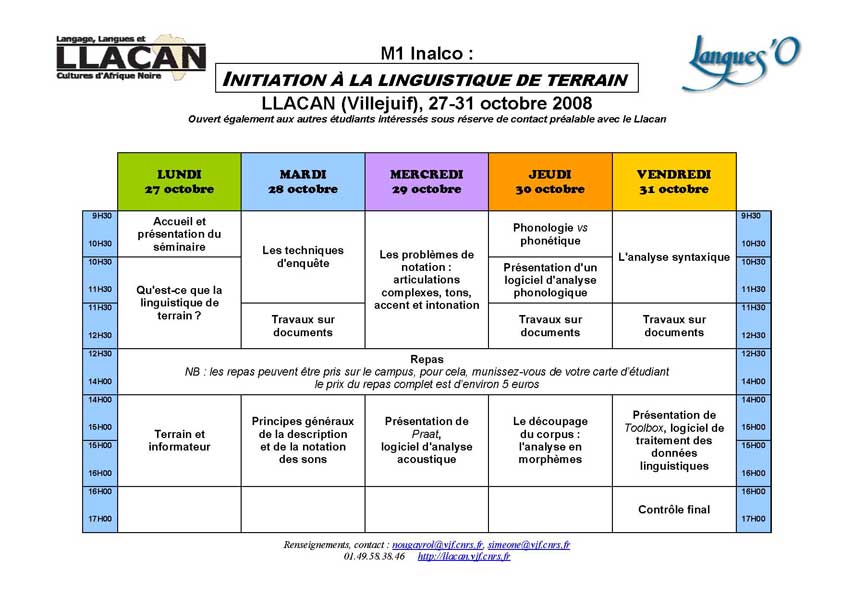 Langage, Langues et
LLACAN
Cultures d'Afrique Noire
M1 Inalco :
INITIATION À LA LINGUISTIQUE DE TERRAIN
LLACAN (Villejuif), 27-31 octobre 2008
Ouvert également aux autres étudiants intéressés sous réserve de contact préalable avec le Llacan
Langues'O
LUNDI
27 octobre
MARDI
28 octobre
MERCREDI
29 octobre
JEUDI
30 octobre
VENDREDI
31 octobre
9H30
10H30
Accueil et
présentation du
séminaire
Les techniques
d'enquête
Les problèmes de
notation :
articulations
complexes, tons,
accent et intonation
Phonologie vs
phonétique
L'analyse syntaxique
9H30
10H30
10H30
11H30
Qu'est-ce que la
linguistique de
terrain ?
Présentation d'un
logiciel d'analyse
phonologique
10H30
11H30
11H30
12H30
Travaux sur
documents
Travaux sur
documents
Travaux sur
documents
11H30
12H30
12H30
14H00
Repas
NB : les repas peuvent être pris sur le campus, pour cela, munissez-vous de votre carte d'étudiant
le prix du repas complet est d'environ 5 euros
12H30
14H00
14H00
15H00
15H00
16H00
Terrain et
informateur
Principes généraux
de la description
et de la notation
des sons
Présentation de
Praat,
logiciel d'analyse
acoustique
Le découpage
du corpus :
l'analyse en
morphèmes
Présentation de
Toolbox, logiciel de
traitement des
données
linguistiques
14H00
15H00
15H00
16H00
16H00
17H00
Contrôle final
16H00
17H00
Renseignements, contact : nougayrol@vjf.cnrs.fr, simeone@vjf.cnrs.fr
01.49.58.38.46 http://llacan.vjf.cnrs.fr